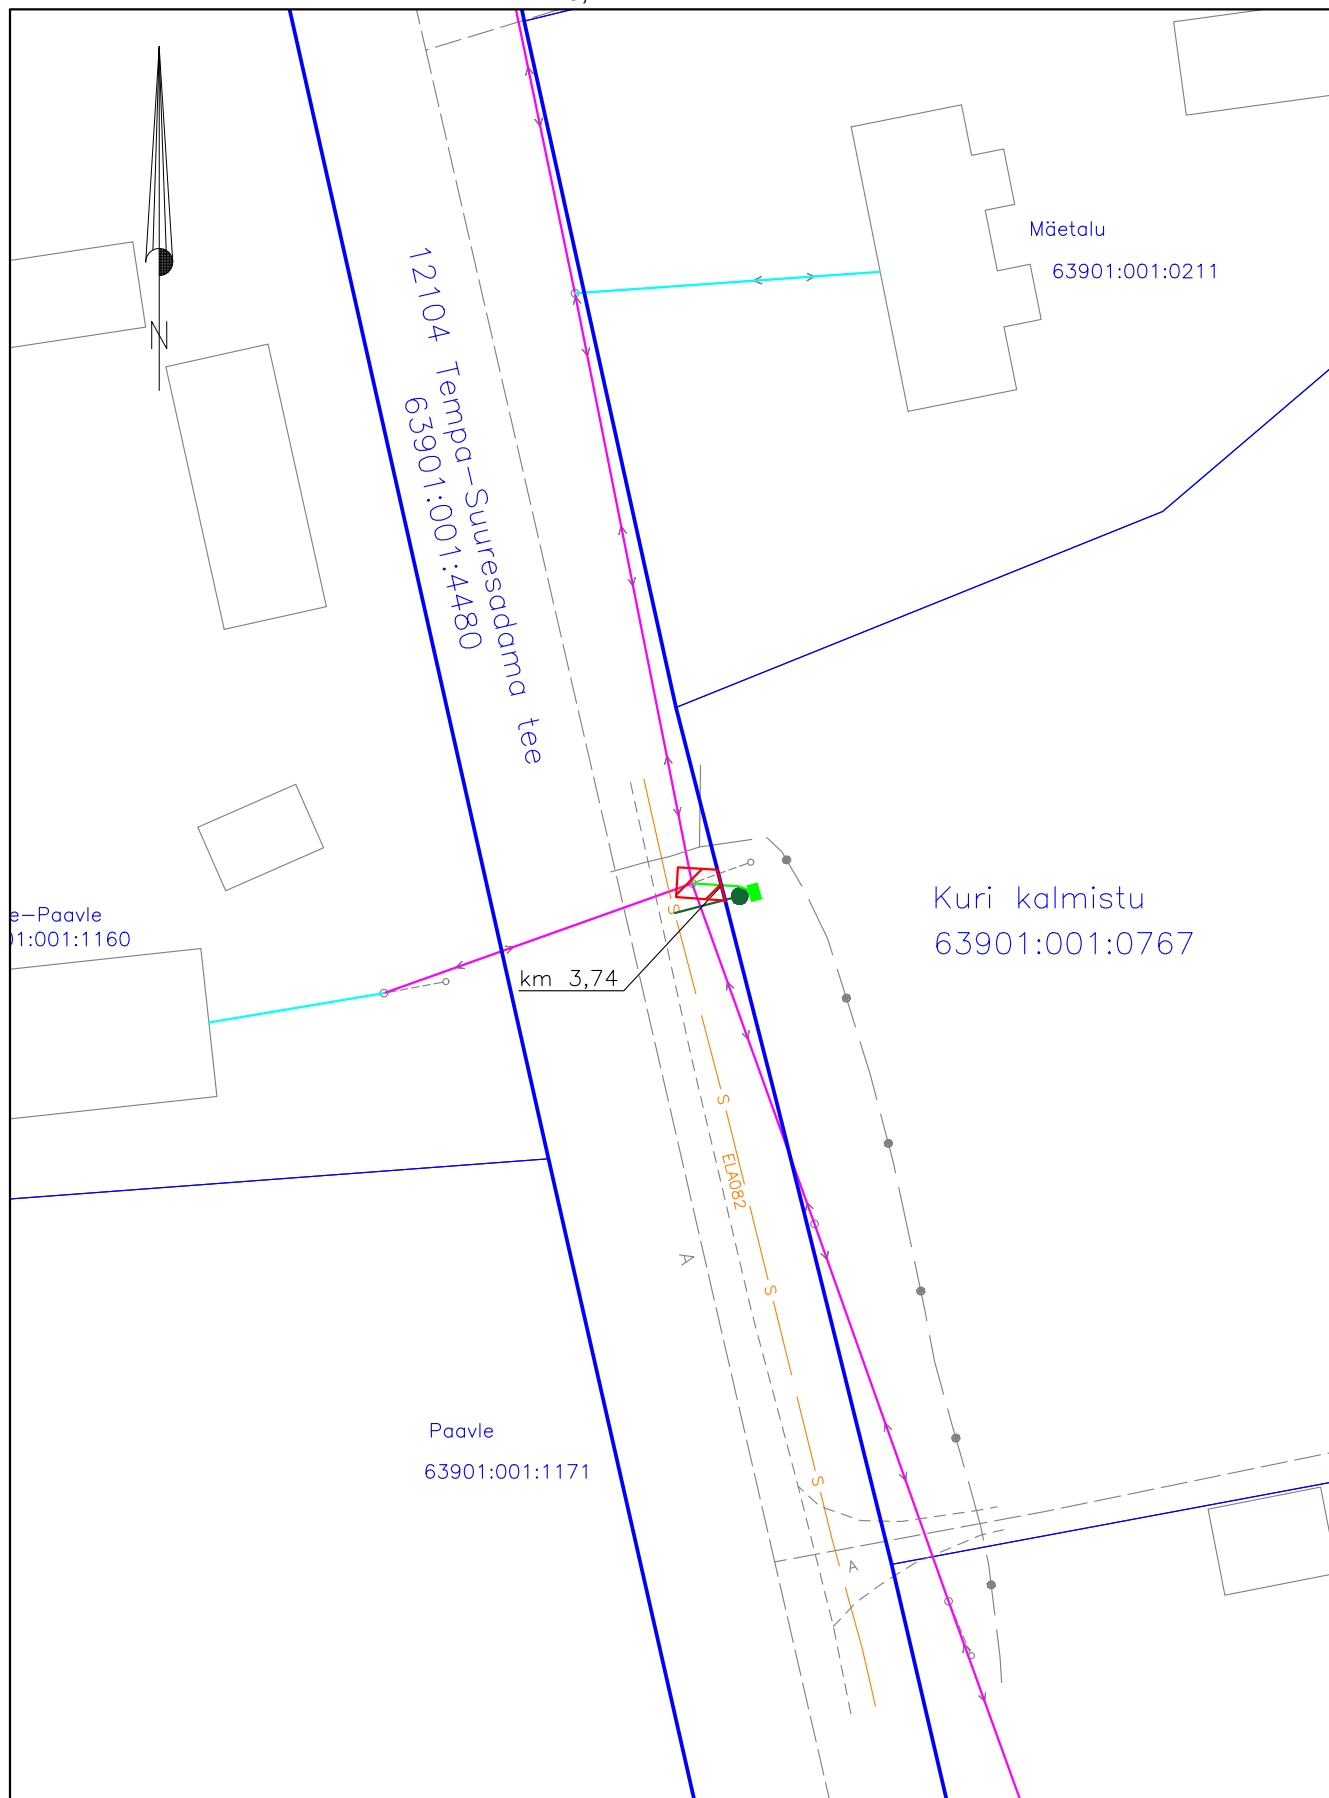 N
Mäetalu
63901:001:0211
12104 Tempa-Suuresadama tee
63901:001:4480
e-Paavle
01:001:1160
Kuri kalmistu
63901:001:0767
S
km 3,74
S
ELA082
A
S
Paavle
63901:001:1171
S
A